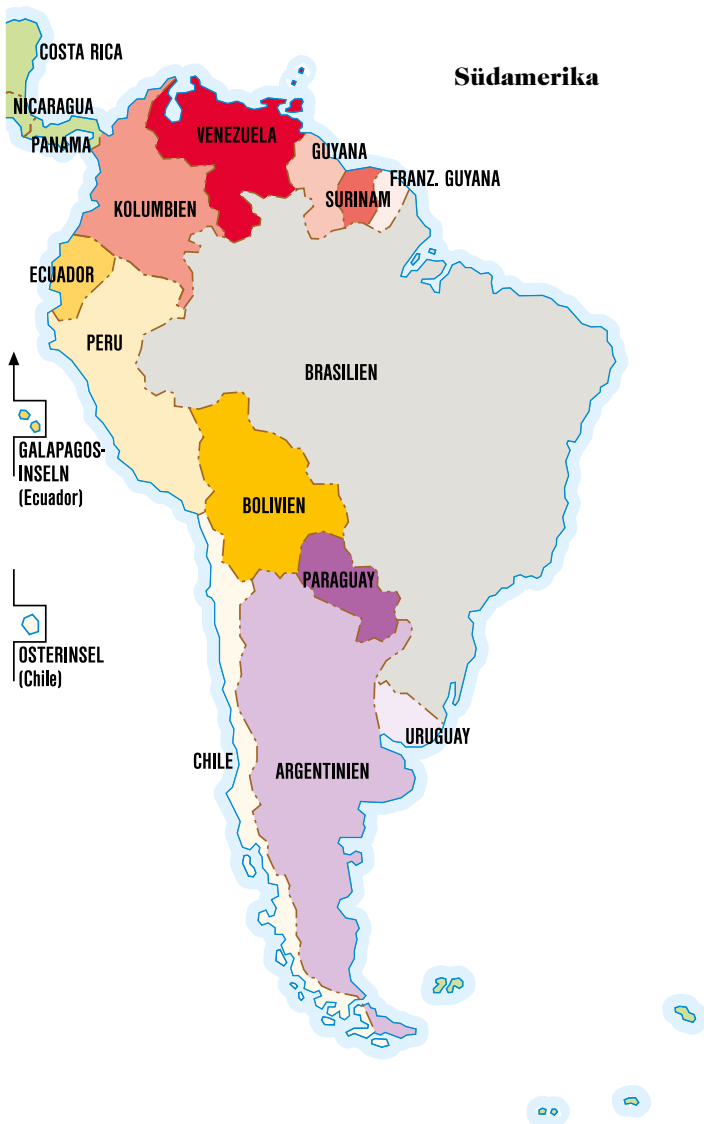 Südamerika
COSTA RICA
NICARAGUA
PANAMA
VENEZUELA
GUYANA
FRANZ. GUYANA
SURINAM
KOLUMBIEN
ECUADOR
PERU
BRASILIEN
GALAPAGOS-
INSELN
(Ecuador)
BOLIVIEN
PARAGUAY
OSTERINSEL
(Chile)
URUGUAY
CHILE
ARGENTINIEN